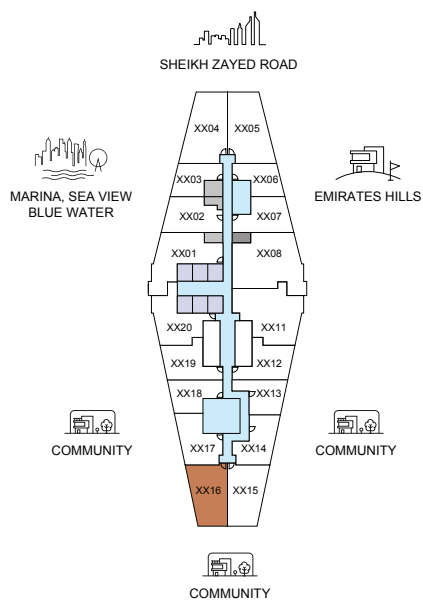 SHEIKH ZAYED ROAD
XX04
XX05
MARINA, SEA VIEW
BLUE WATER
EMIRATES HILLS
XX03
XX06
XX02
XX07
XX01
XX08
XX20
XX11
XX19
XX12
XX18
XX13
COMMUNITY
COMMUNITY
XX17
XX14
XX16
XX15
COMMUNITY